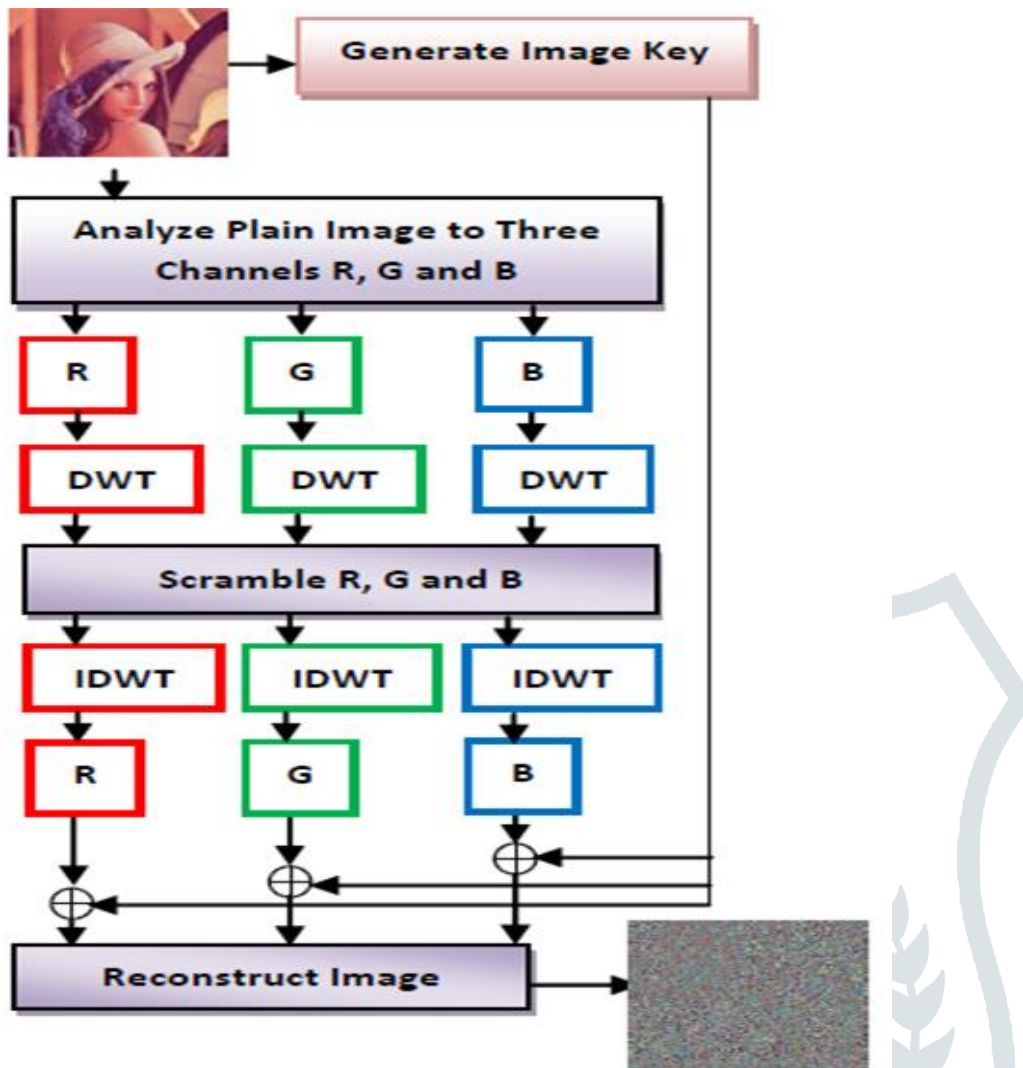 Generate Image Key
Analyze Plain Image to Three
Channels R, G and B
R
G
B
DWT
DWT
DWT
Scramble R, G and B
IDWT
IDWT
IDWT
R
G
B
Reconstruct Image